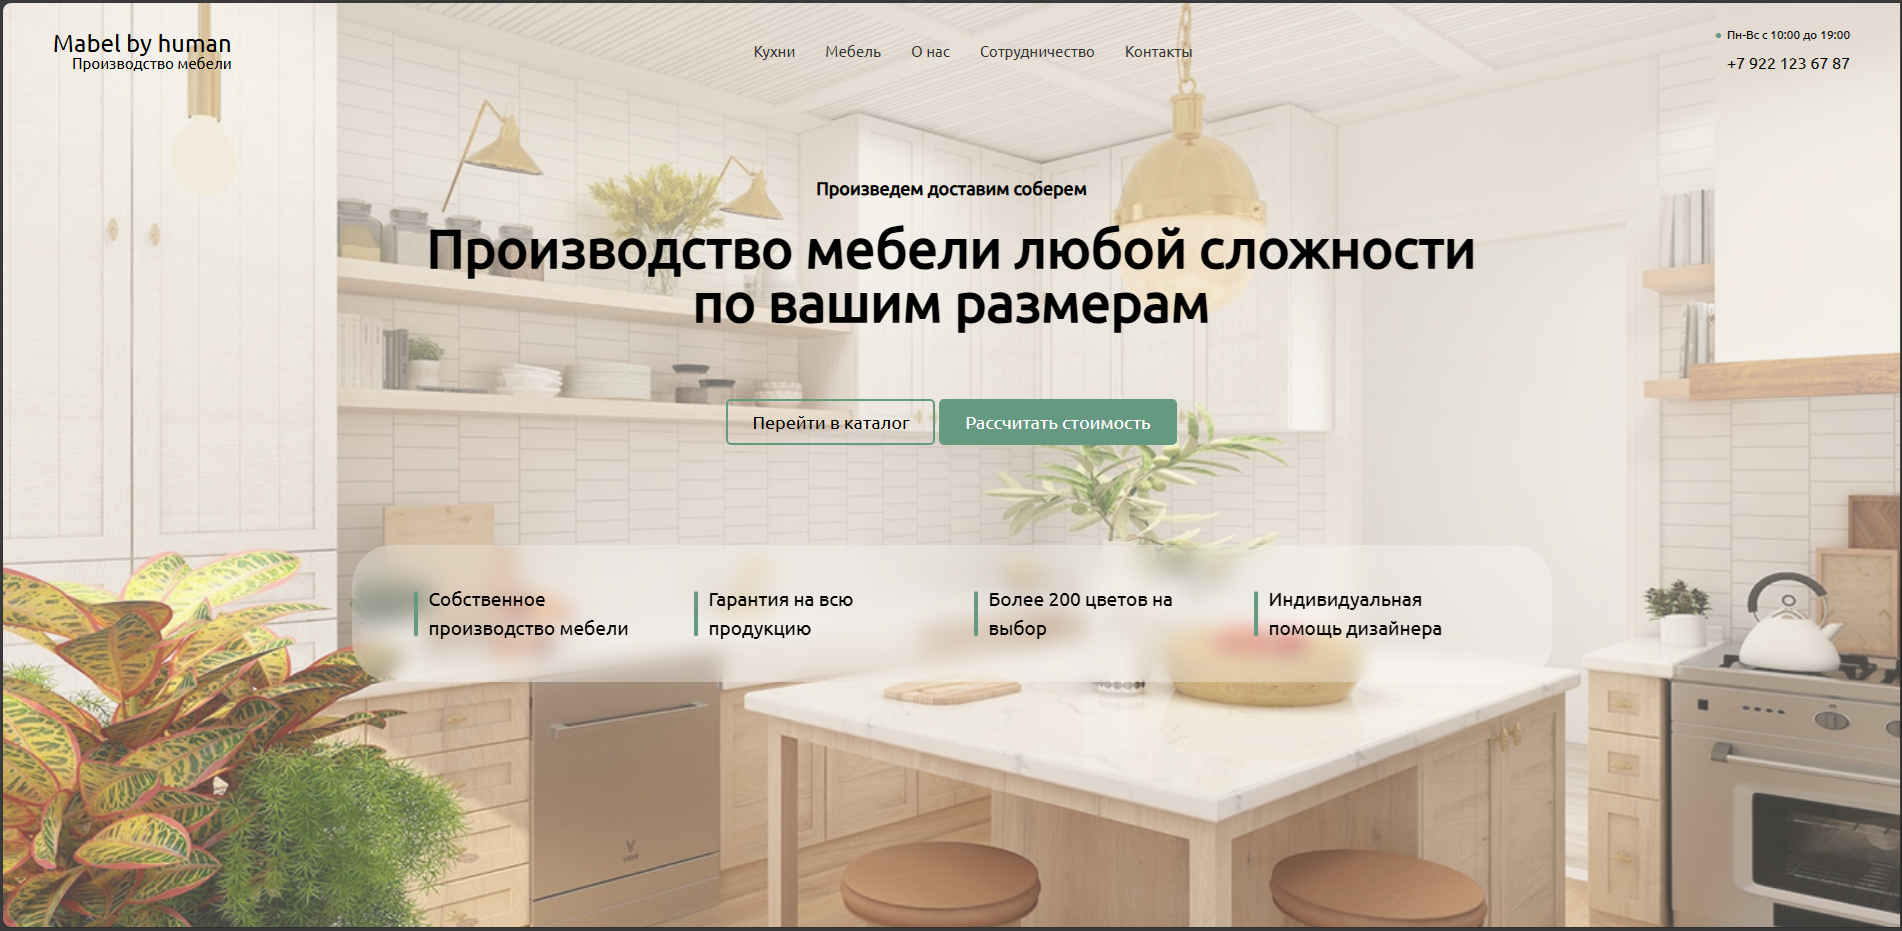 Mabel by human
Производство мебели
Кухни
Мебель
О нас
Сотрудничество
Контакты
Пн-Вс с 10:00 до 19:00
+7 922 123 67 87
Произведем доставим соберем
Производство мебели любой сложности
по вашим размерам
Перейти в каталог
Рассчитать стоимость
Собственное
производство мебели
Гарантия на всю
продукцию
Более 200 цветов на
выбор
Индивидуальная
помощь дизайнера